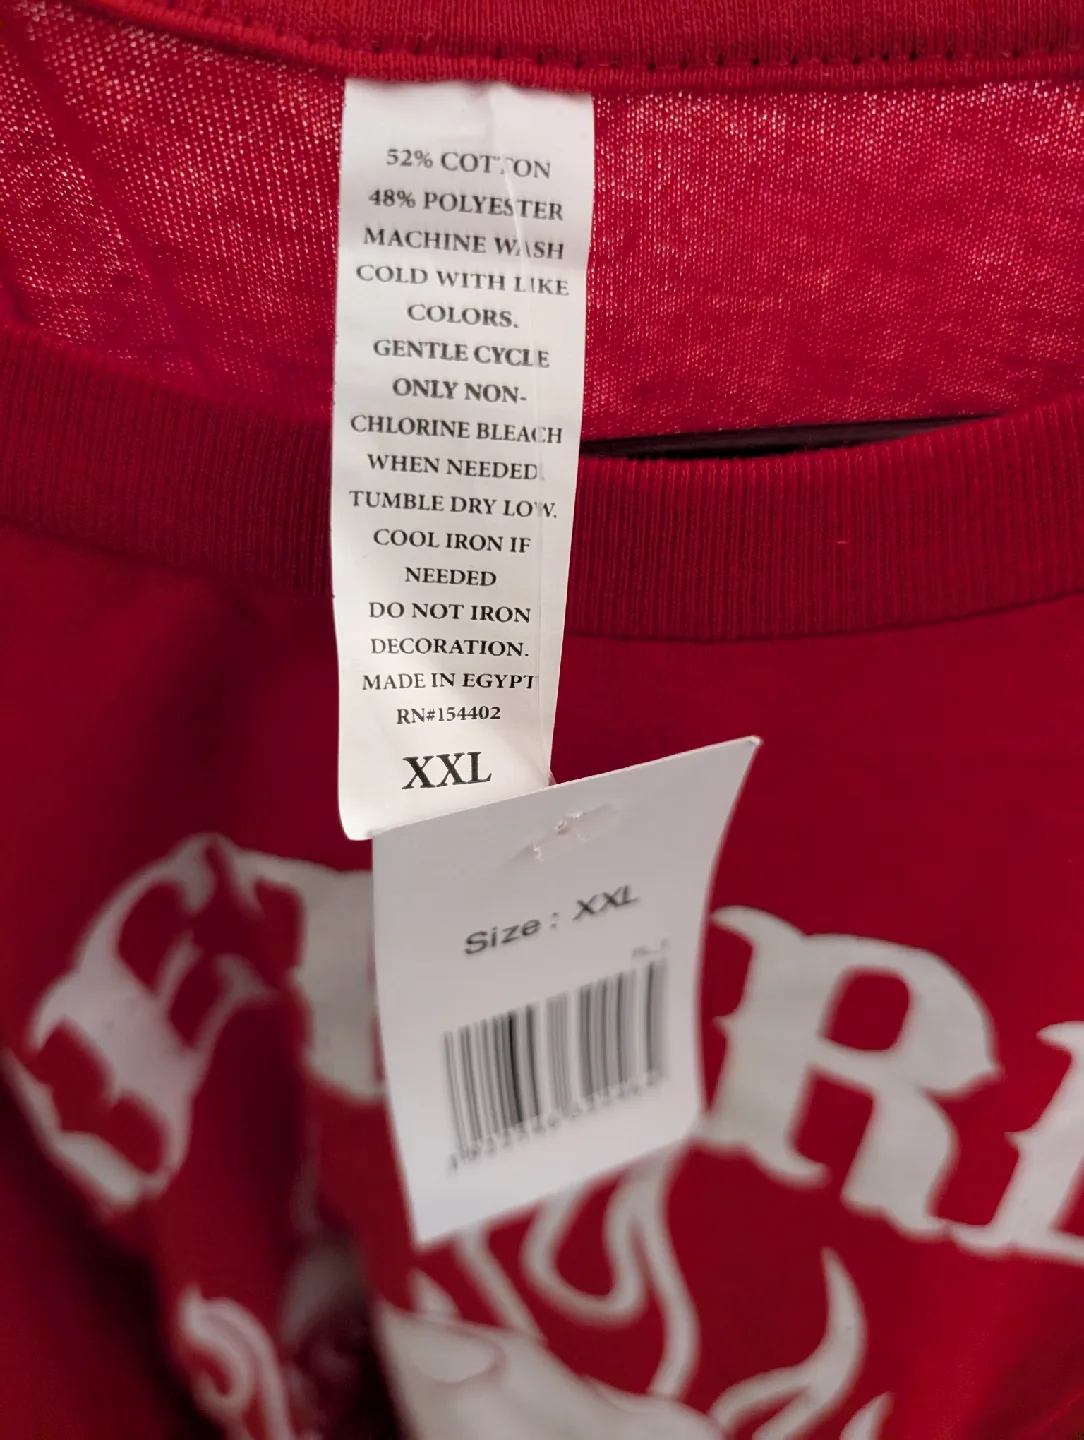 52% COTTON
48% POLYESTER
MACHINE WASH
COLD WITH LIKE
COLORS.
GENTLE CYCLE
ONLY NON-
CHLORINE BLEACH
WHEN NEEDED.
TUMBLE DRY LOW.
COOL IRON IF
NEEDED
DO NOT IRON
DECORATION.
MADE IN EGYPT
RN#154402
XXL
Size : XXL